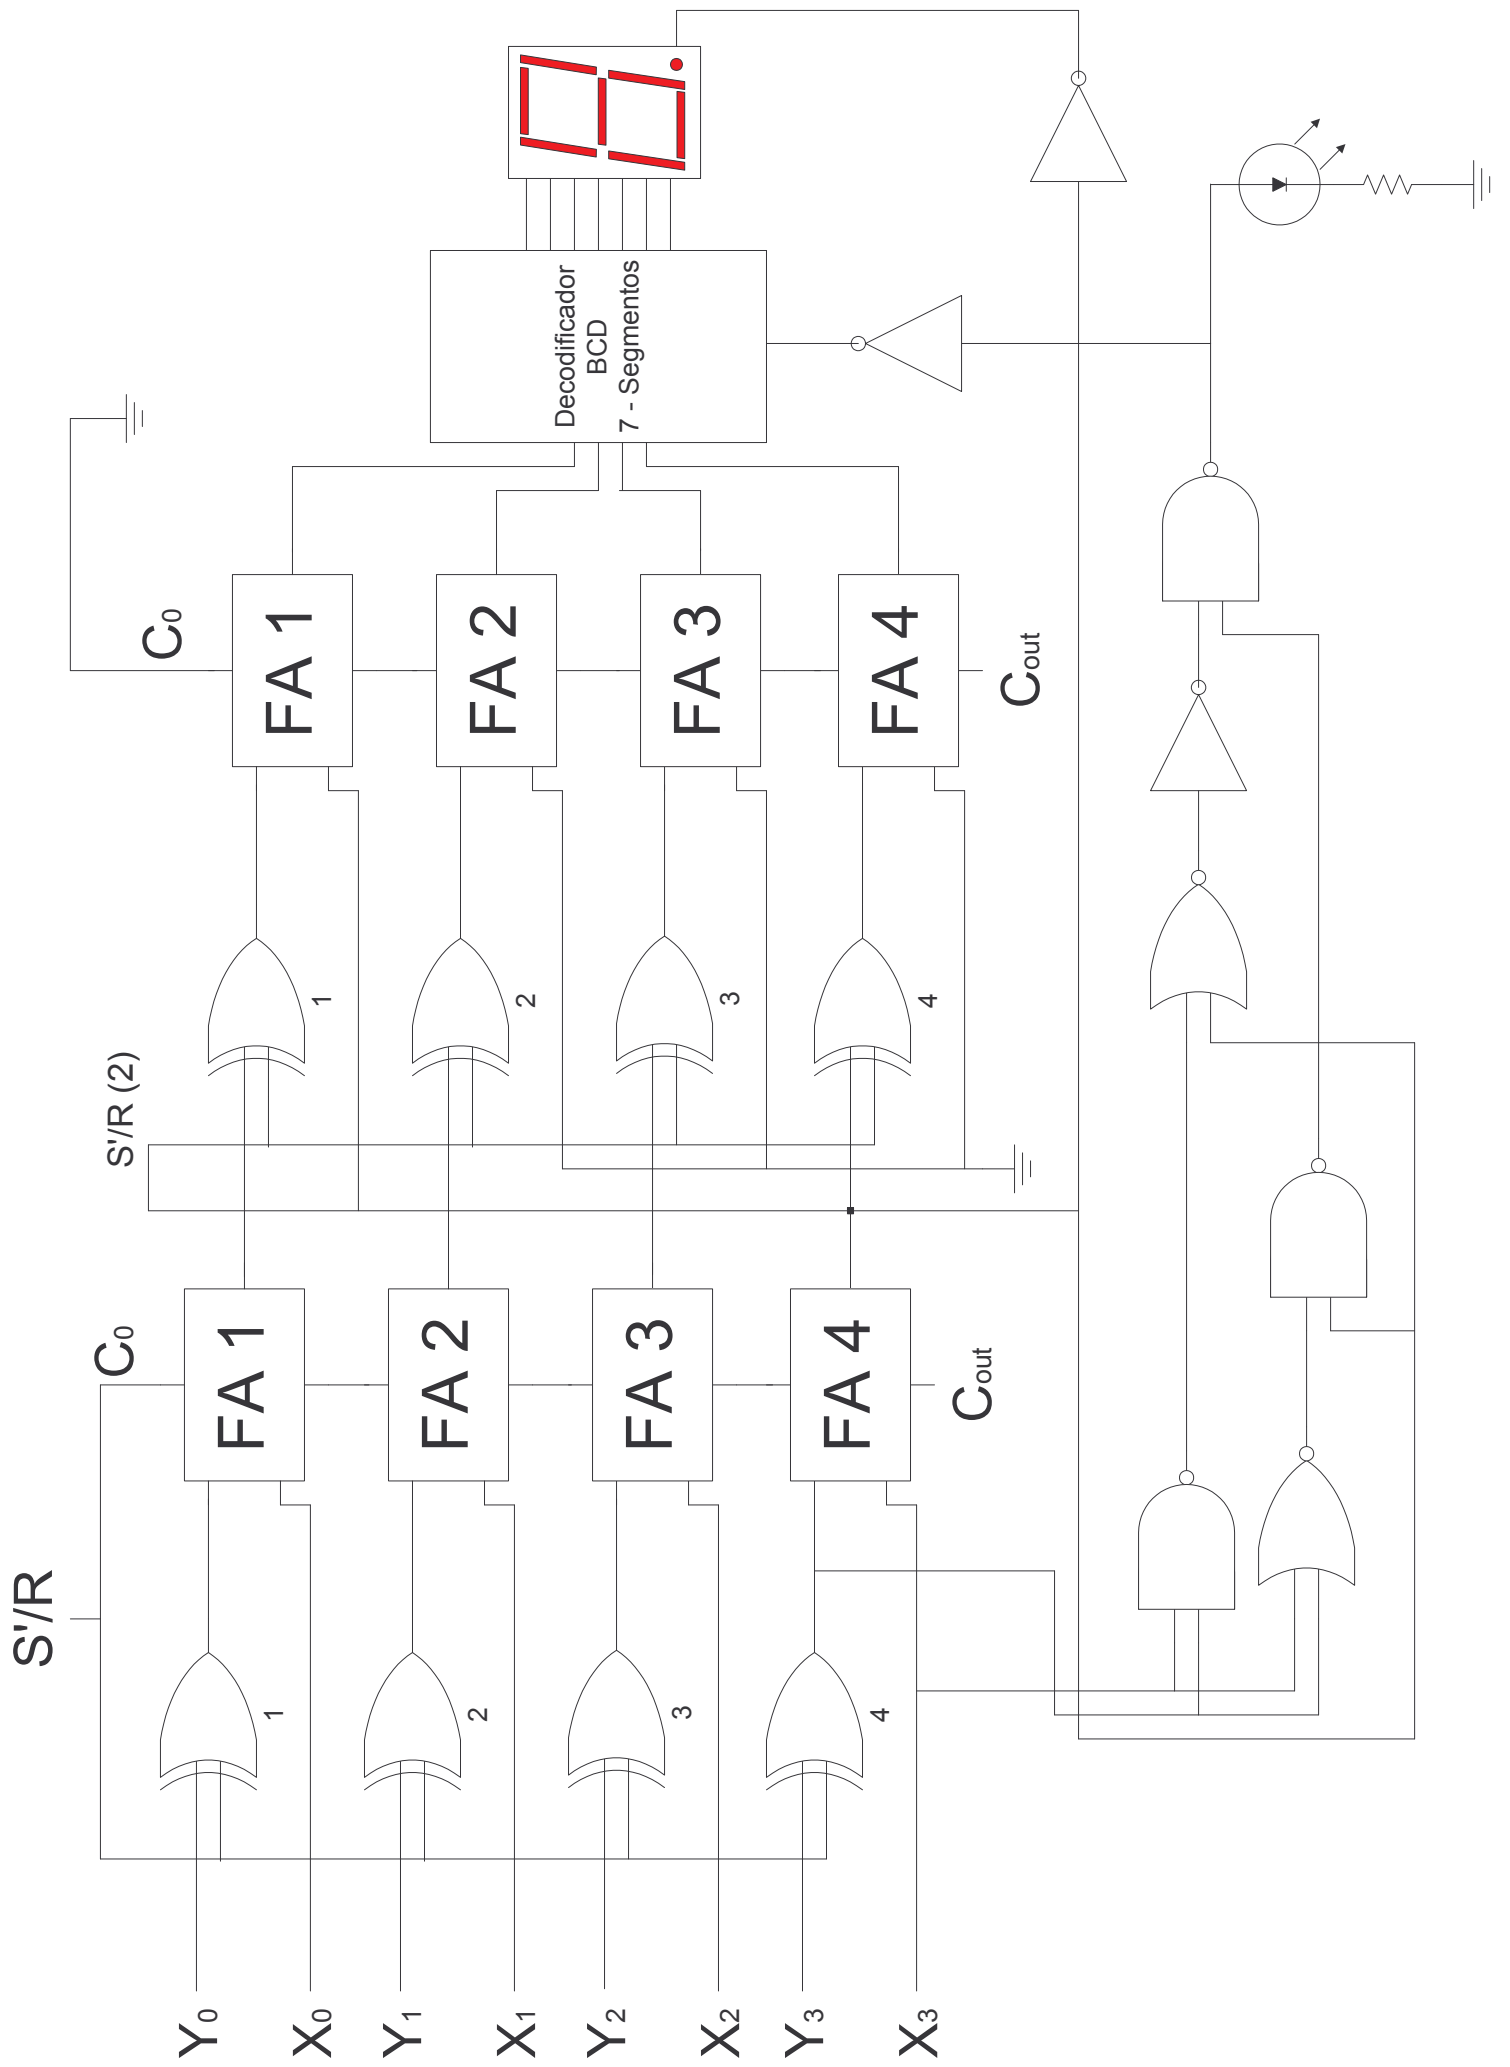 S'/R
Y0
X0
Y1
X1
Y2
X2
Y3
X3
1
2
3
4
C0
FA 1
FA 2
FA 3
FA 4
Cout
S'/R (2)
1
2
3
4
C0
FA 1
FA 2
FA 3
FA 4
Cout
Decodificador
BCD
7 - Segmentos